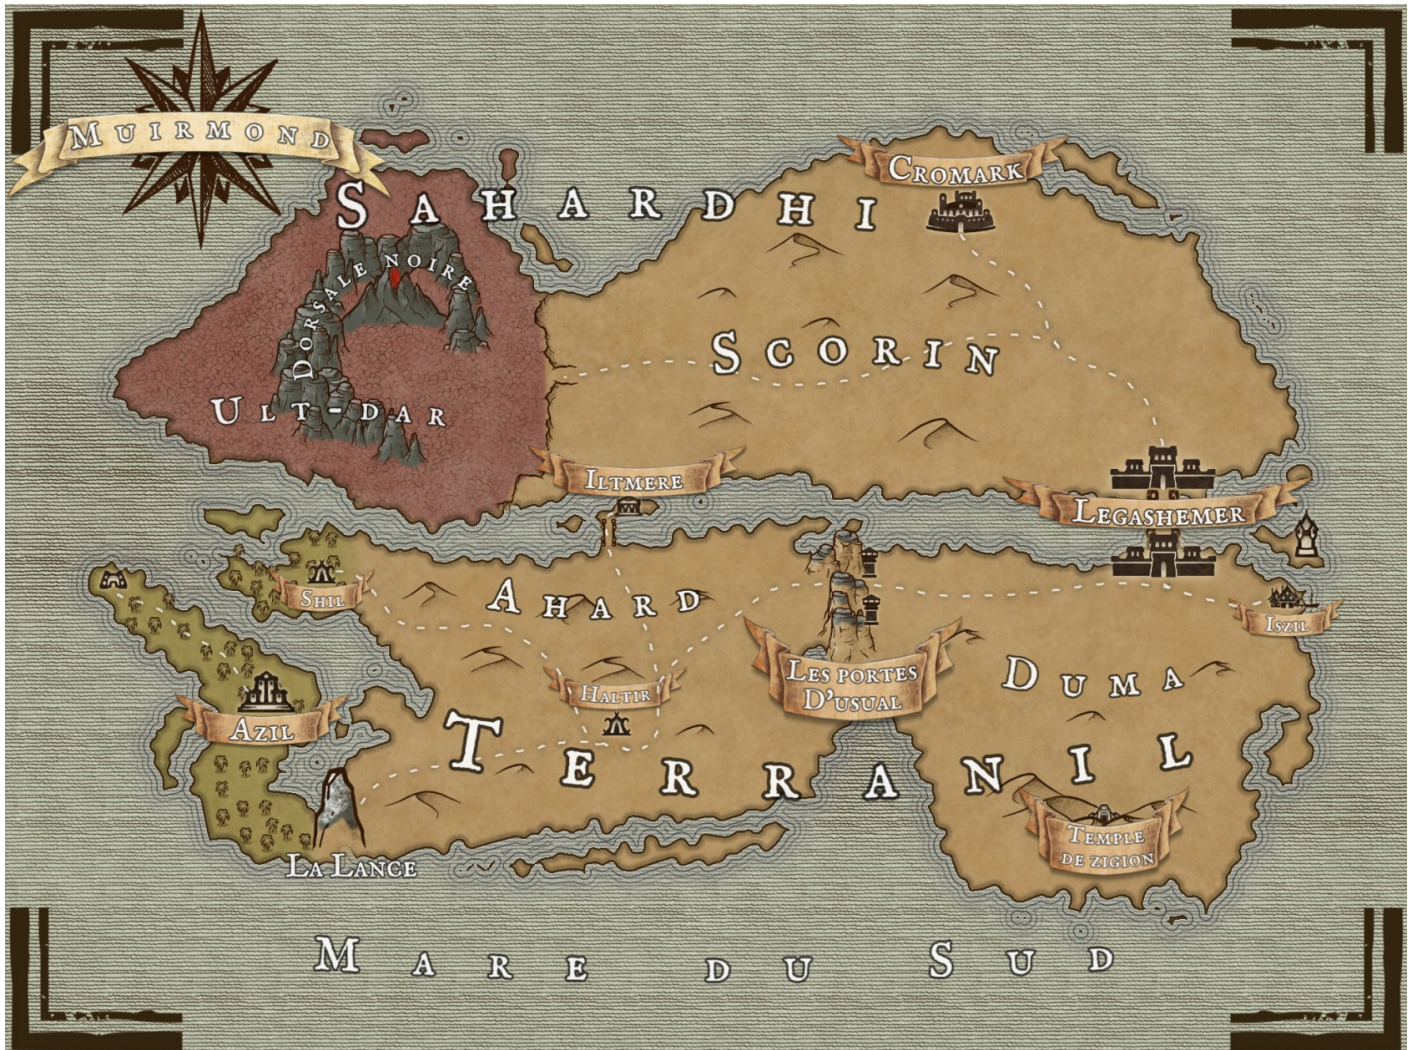 Muirmond
Cromark
Sahardhi
Dorsale noire
Scorin
Ult-dar
Iltmere
Legashemer
Shil
Ahard
Iszil
Les portes
d'usual
Duma
Haltir
Azil
Terranil
Temple
de zigion
La Lance
Mare du Sud